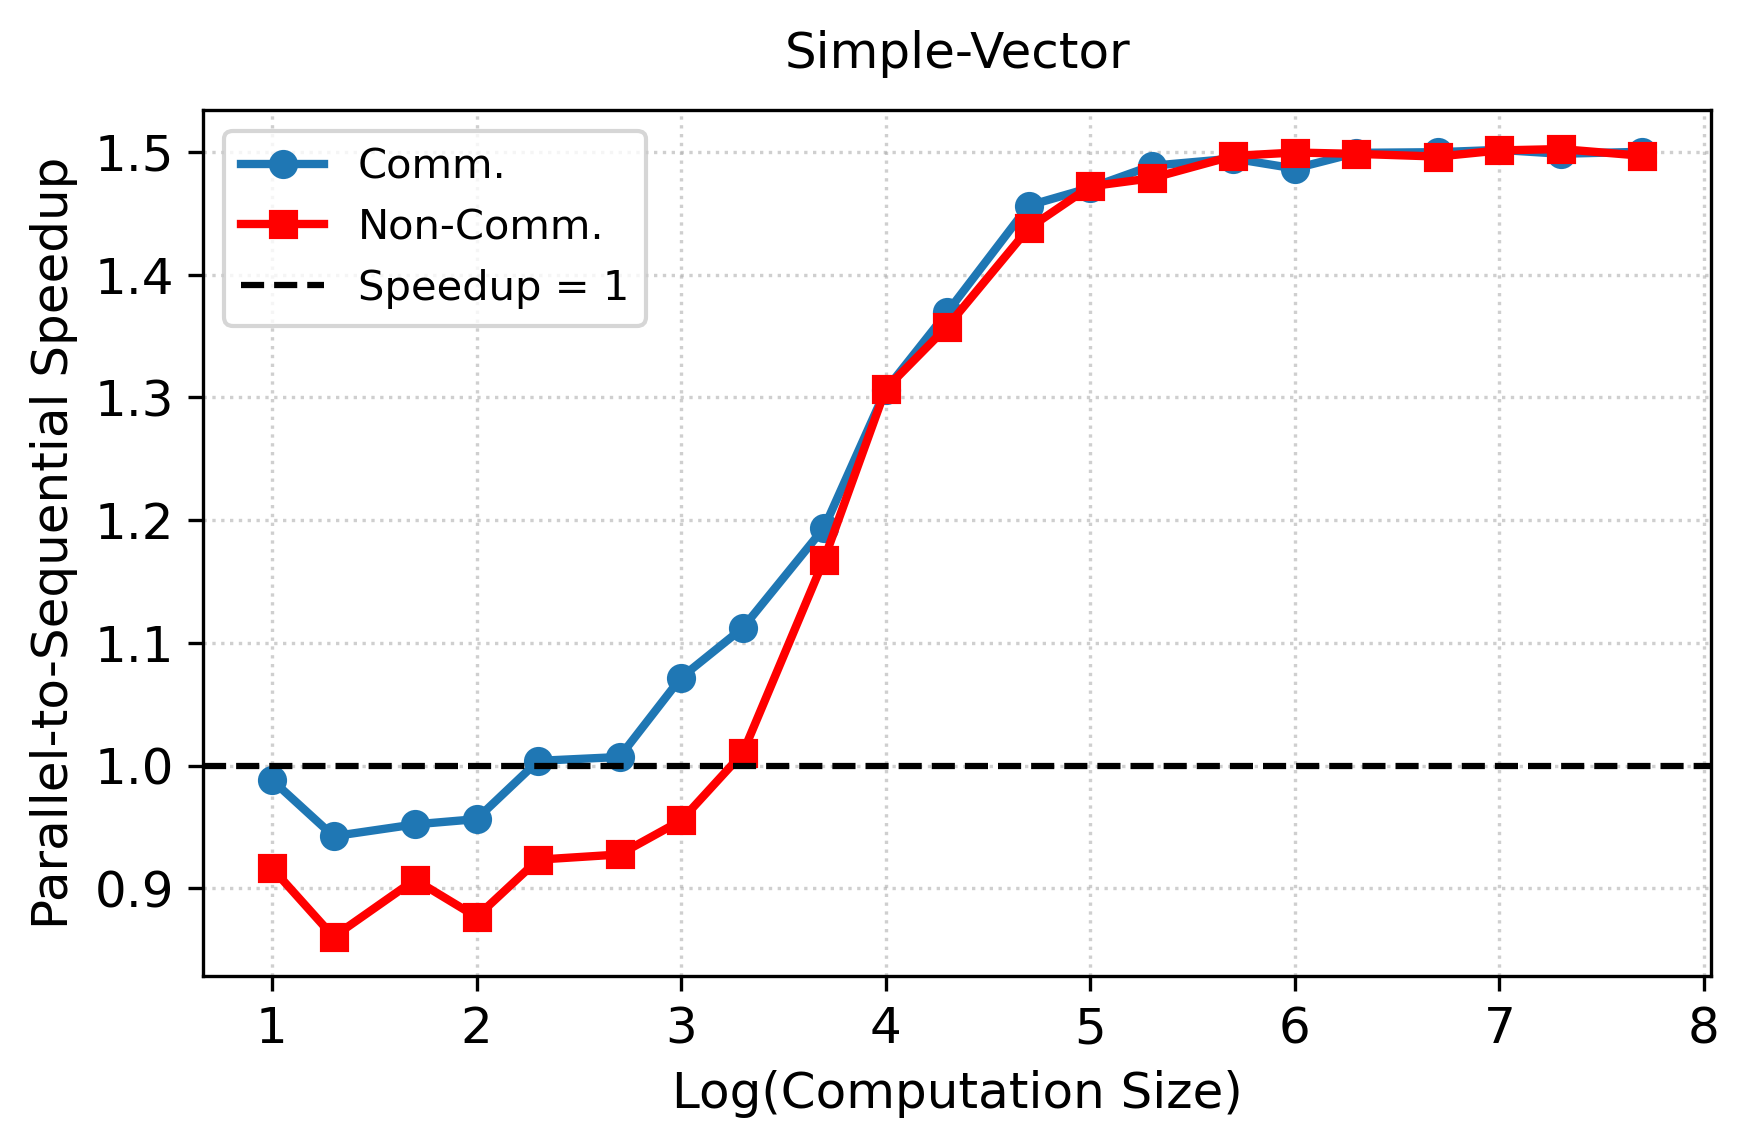 Simple-Vector
Comm.
Non-Comm.
Speedup = 1
Parallel-to-Sequential Speedup
1.5
1.4
1.3
1.2
1.1
1.0
0.9
1 2 3 4 5 6 7 8
Log(Computation Size)